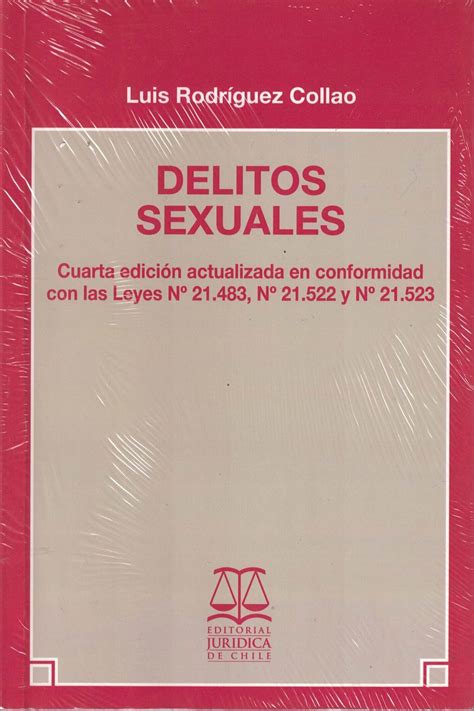 Luis Rodríguez Collao
DELITOS
SEXUALES
Cuarta edición actualizada en conformidad
con las Leyes Nº 21.483, Nº 21.522 y Nº 21.523
EDITORIAL
JURIDICA
DE CHILE